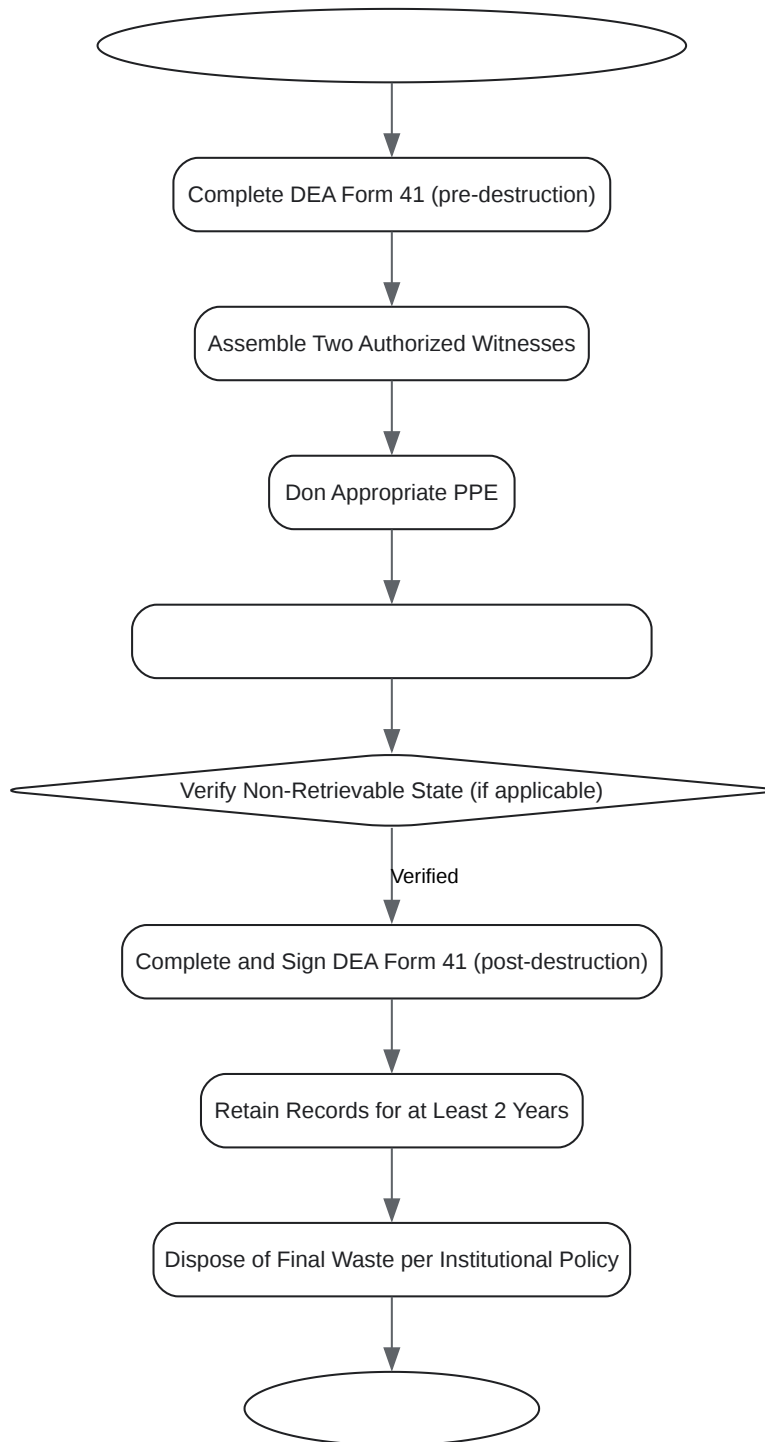 Complete DEA Form 41 (pre-destruction)
Assemble Two Authorized Witnesses
Don Appropriate PPE
Verify Non-Retrievable State (if applicable)
Verified
Complete and Sign DEA Form 41 (post-destruction)
Retain Records for at Least 2 Years
Dispose of Final Waste per Institutional Policy